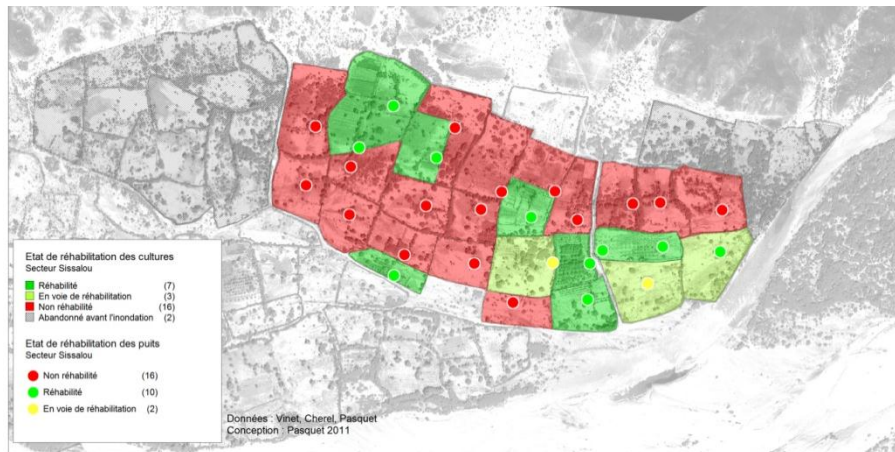 Etat de réhabilitation des cultures
Secteur Sissalou
Réhabilité (7)
En voie de réhabilitation (3)
Non réhabilité (16)
Abandonné avant l'inondation (2)
Etat de réhabilitation des puits
Secteur Sissalou
Non réhabilité (16)
Réhabilité (10)
En voie de réhabilitation (2)
Données : Vinet, Cherel, Pasquet
Conception : Pasquet 2011